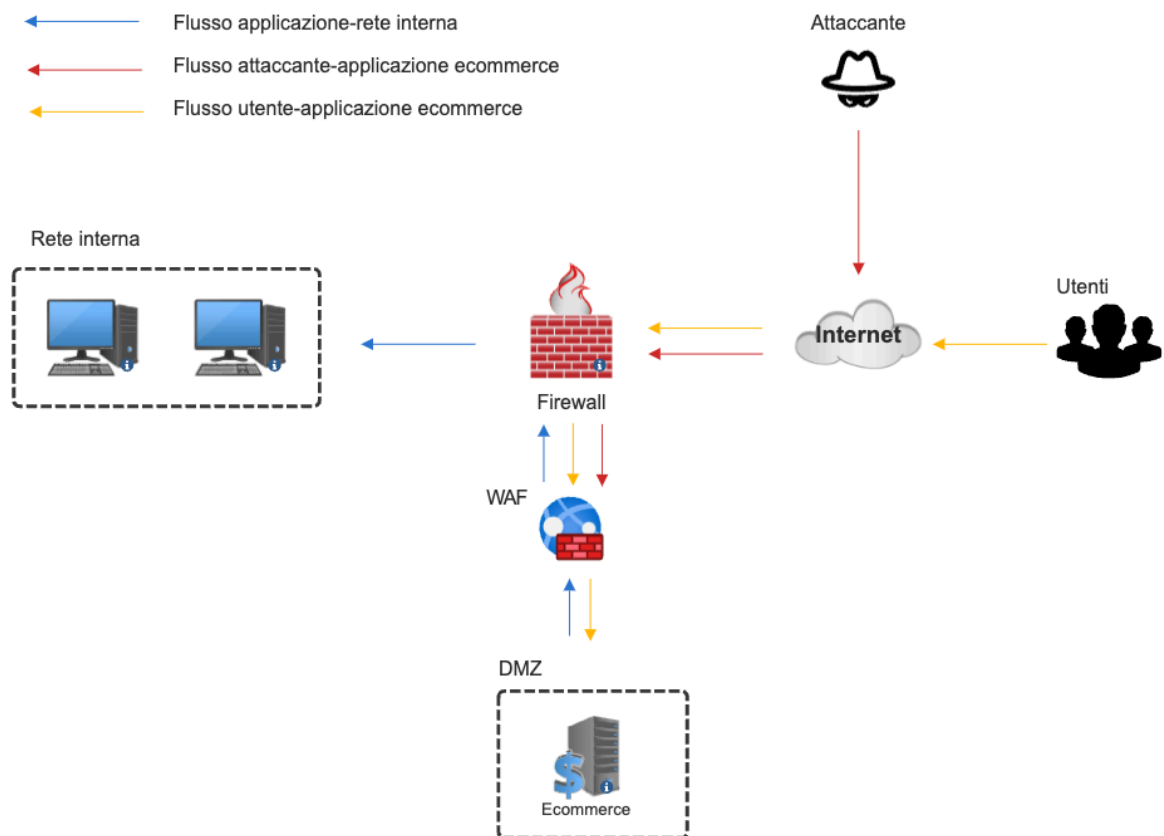 Flusso applicazione-rete interna
Flusso attaccante-applicazione ecommerce
Flusso utente-applicazione ecommerce
Attaccante
Rete interna
Utenti
Internet
Firewall
WAF
DMZ
Ecommerce